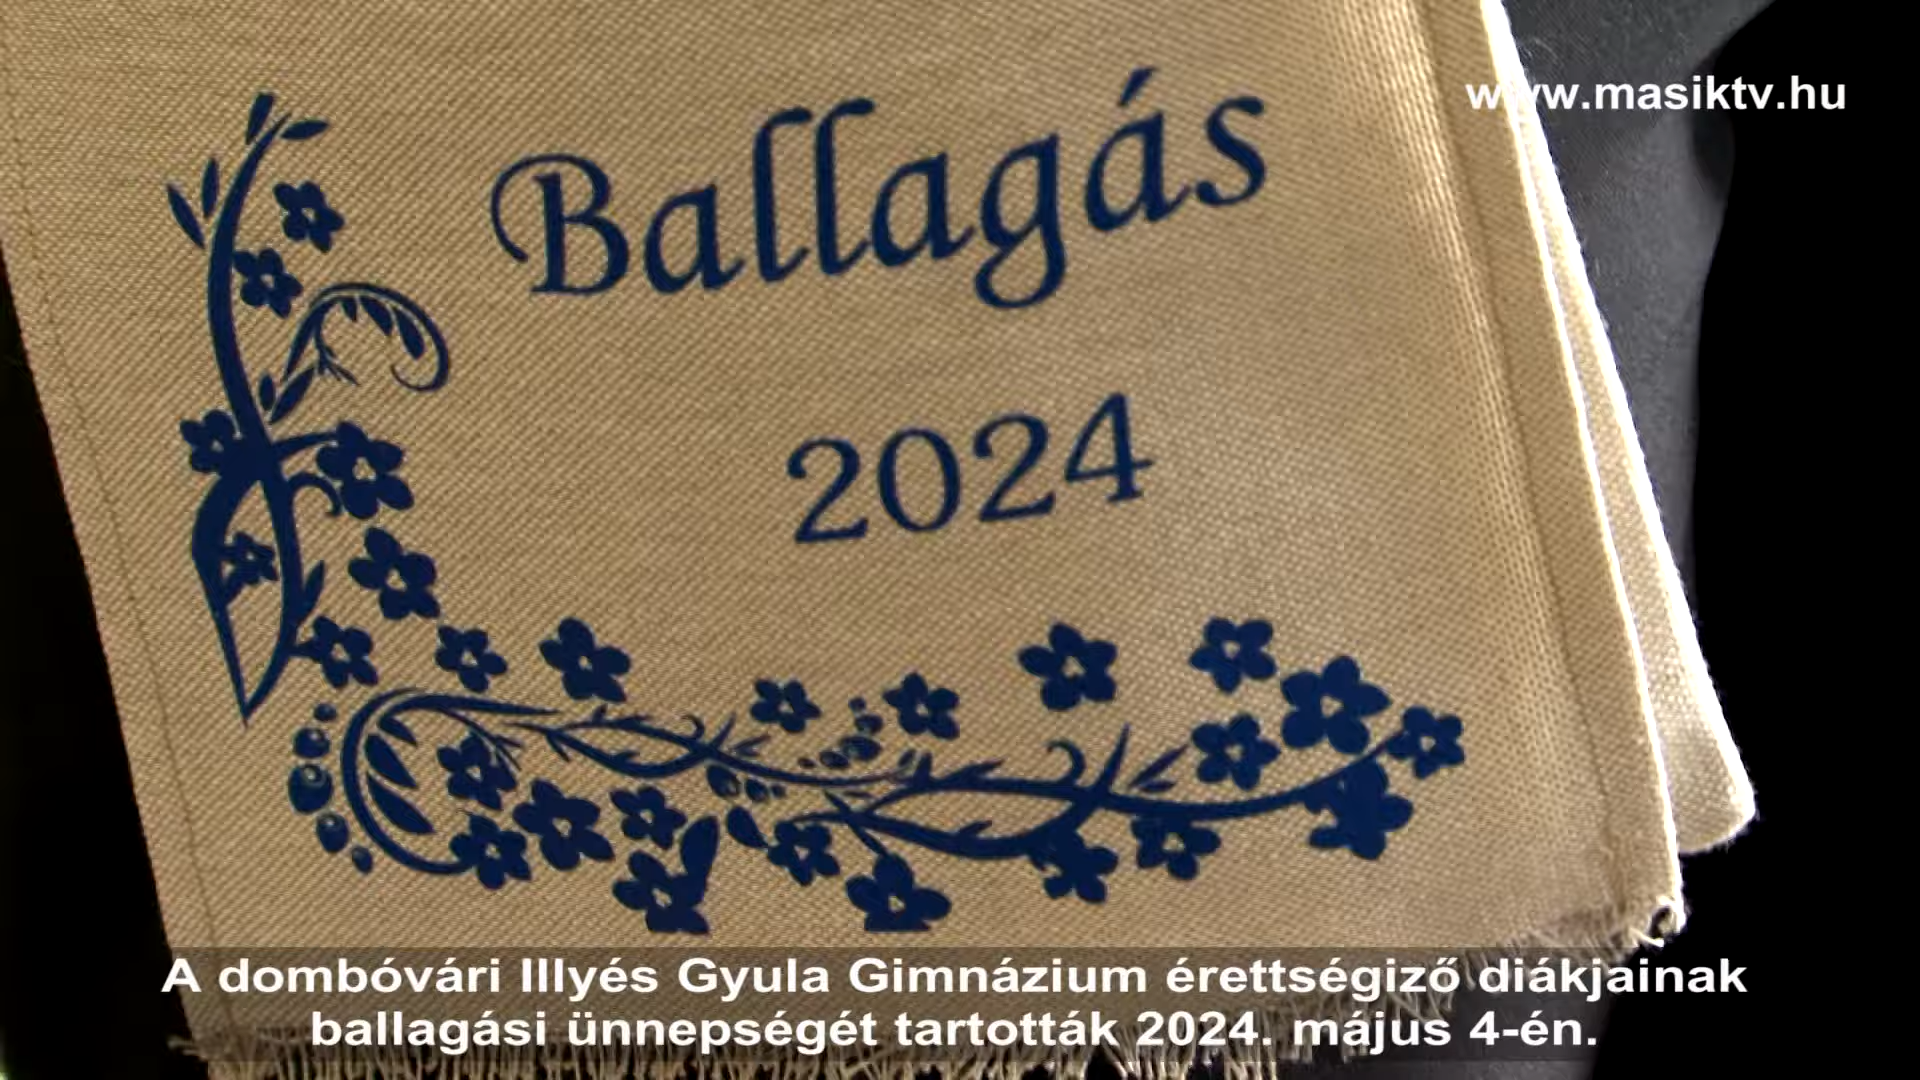 www.masiktv.hu
Ballagás
2024
A dombóvári Illyés Gyula Gimnázium érettségiző diákjainak
ballagási ünnepségét tartották 2024. május 4-én.